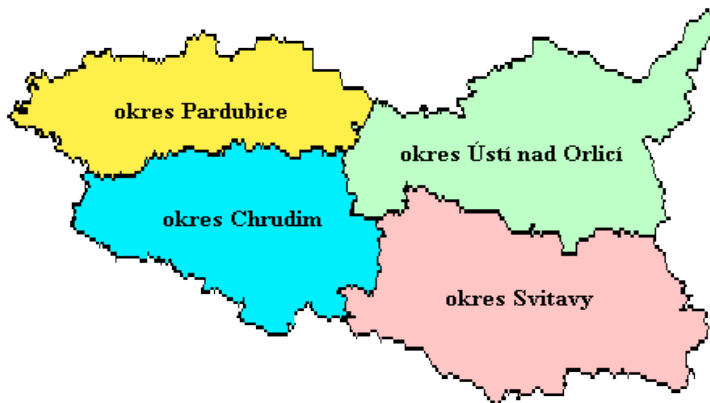 okres Pardubice
okres Ústí nad Orlicí
okres Chrudim
okres Svitavy